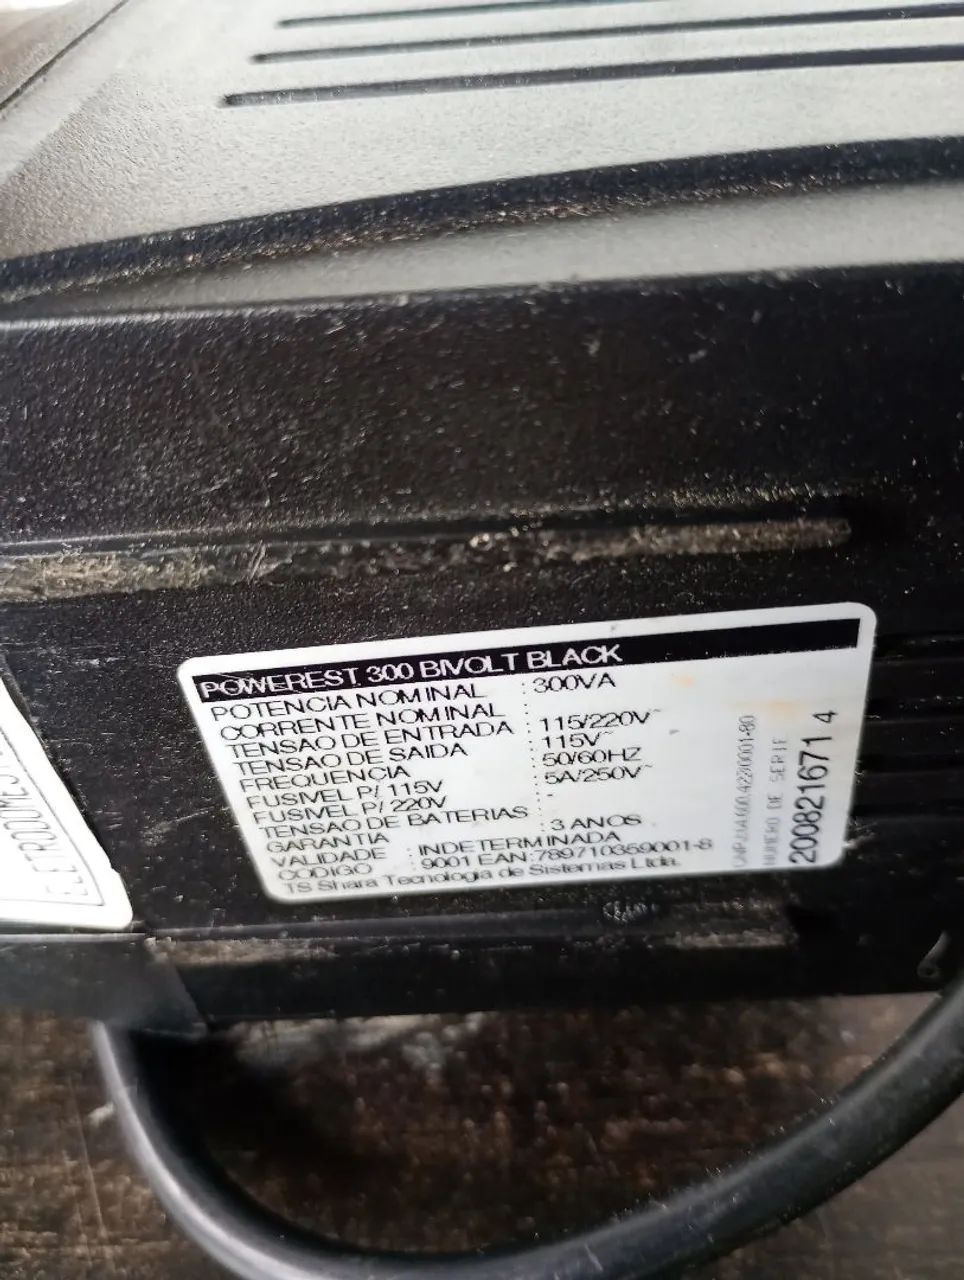 POWEREST 300 BIVOLT BLACK
POTENCIA NOMINAL : 300VA
CORRENTE NOMINAL :
TENSAO DE ENTRADA : 115/220V~
TENSAO DE SAIDA : 115V~
FREQUENCIA : 50/60HZ
FUSIVEL P/ 115V : 5A/250V~
FUSIVEL P/ 220V : -
TENSAO DE BATERIAS :
GARANTIA : 3 ANOS
VALIDADE : INDETERMINADA
CODIGO : 9001 EAN:789710359001-8
TS Shara Tecnologia de Sistemas Ltda.
NUMERO DE SERIE
200821671 4